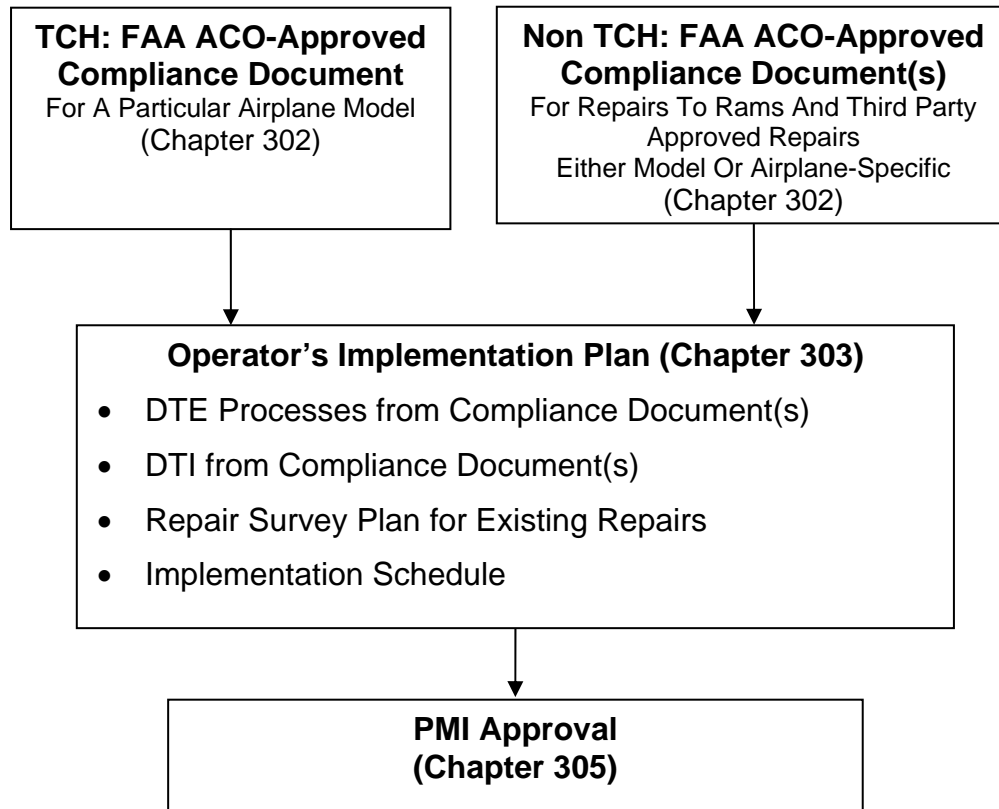 TCH: FAA ACO-Approved
Compliance Document
For A Particular Airplane Model
(Chapter 302)
Non TCH: FAA ACO-Approved
Compliance Document(s)
For Repairs To Rams And Third Party
Approved Repairs
Either Model Or Airplane-Specific
(Chapter 302)
Operator’s Implementation Plan (Chapter 303)
• DTE Processes from Compliance Document(s)
• DTI from Compliance Document(s)
• Repair Survey Plan for Existing Repairs
• Implementation Schedule
PMI Approval
(Chapter 305)